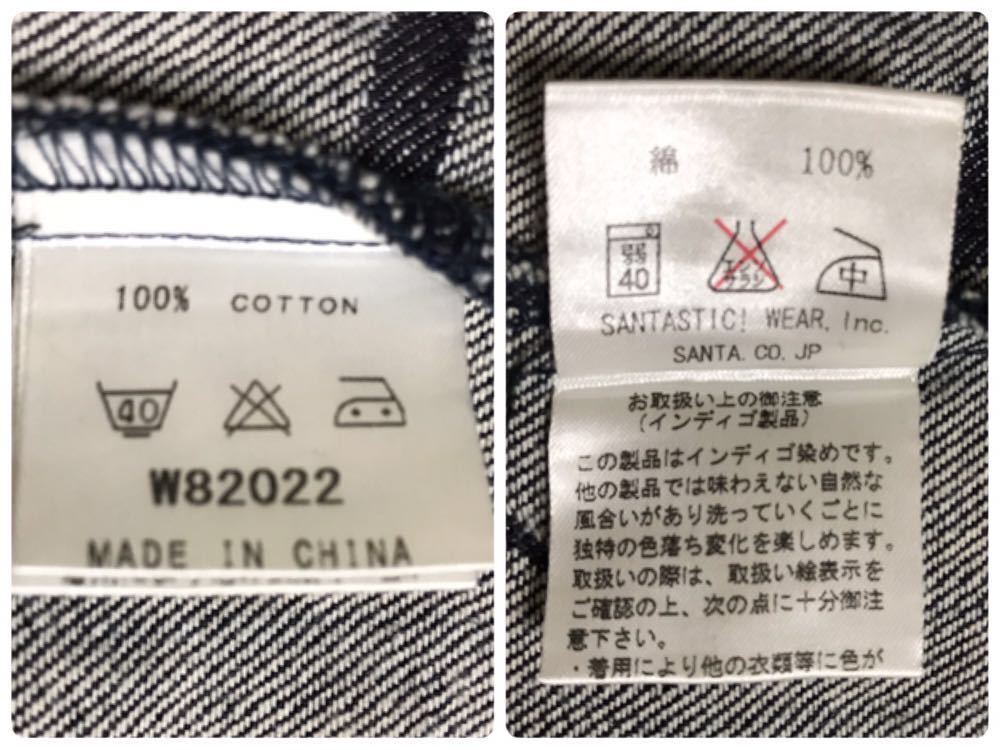 100% COTTON
40
W82022
MADE IN CHINA
綿 100%
弱
40
エンソ
サラシ
中
SANTASTIC! WEAR, Inc.
SANTA.CO.JP
お取扱い上の御注意
(インディゴ製品)
この製品はインディゴ染めです。
他の製品では味わえない自然な
風合いがあり洗っていくごとに
独特の色落ち変化を楽しめます。
取扱いの際は、取扱い絵表示を
ご確認の上、次の点に十分御注
意下さい。
・着用により他の衣類等に色が